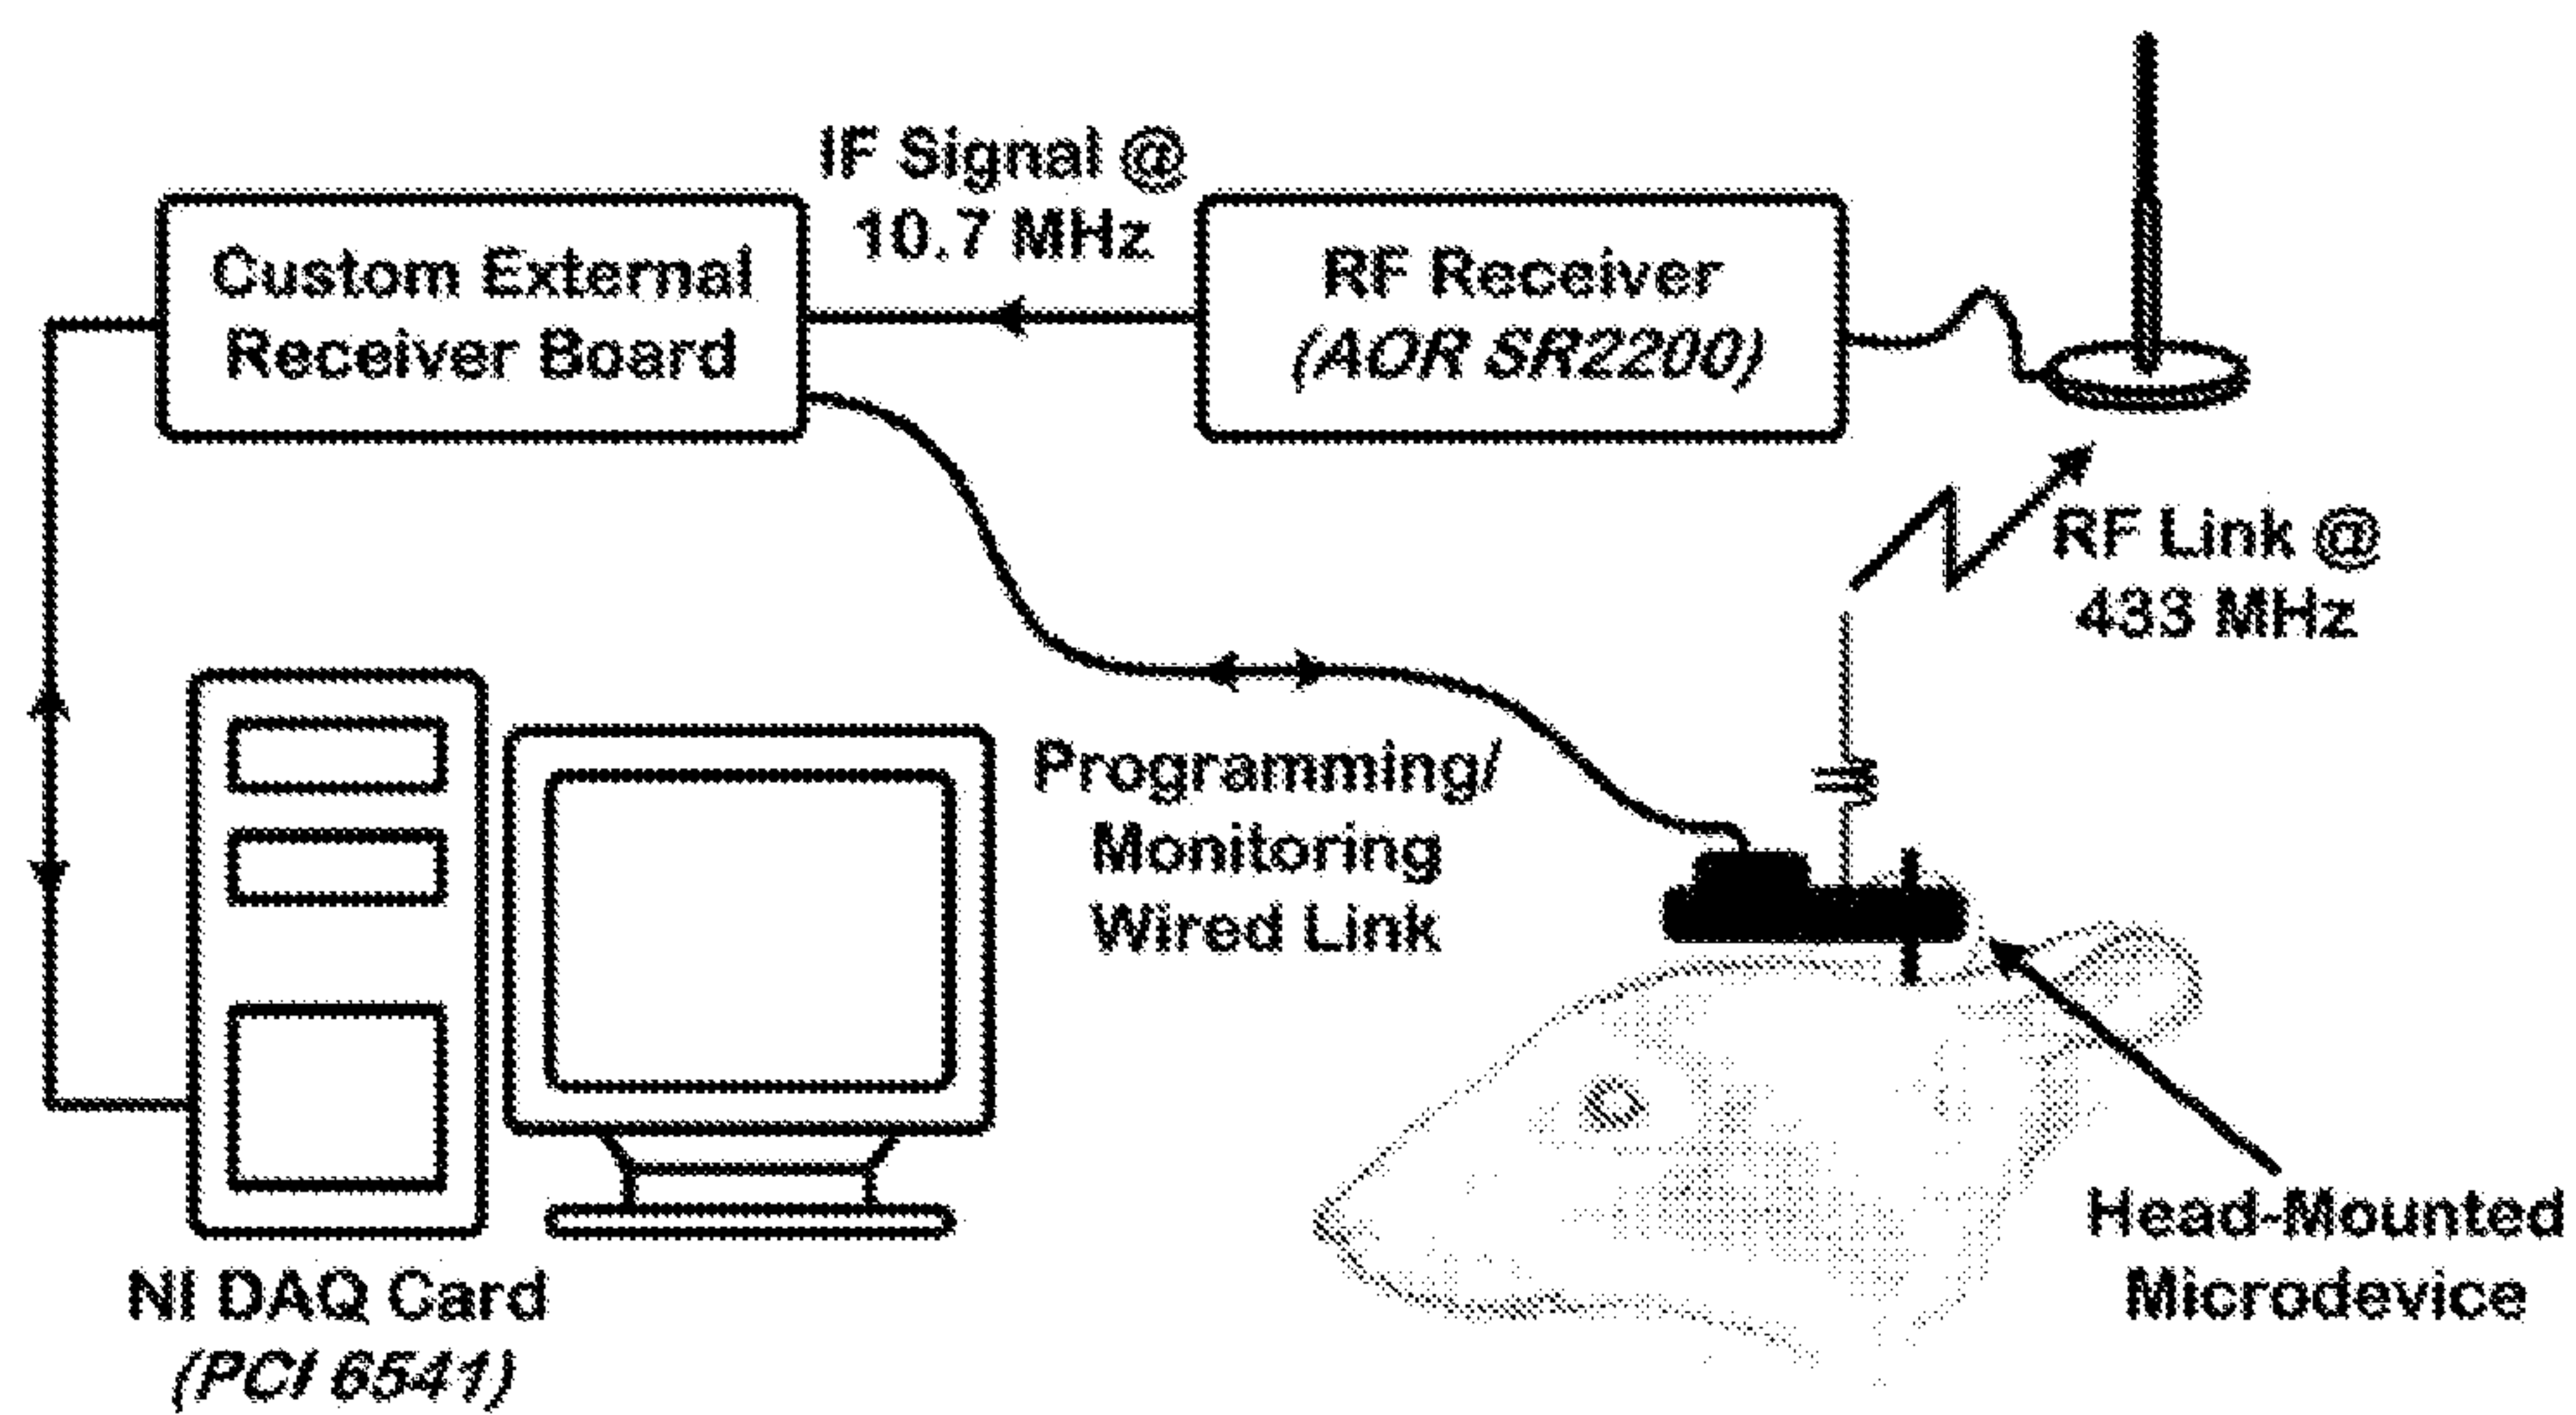 IF Signal @
10.7 MHz
Custom External
Receiver Board
RF Receiver
(AOR SR2200)
RF Link @
433 MHz
Programming/
Monitoring
Wired Link
Head-Mounted
Microdevice
NI DAQ Card
(PCI 6541)